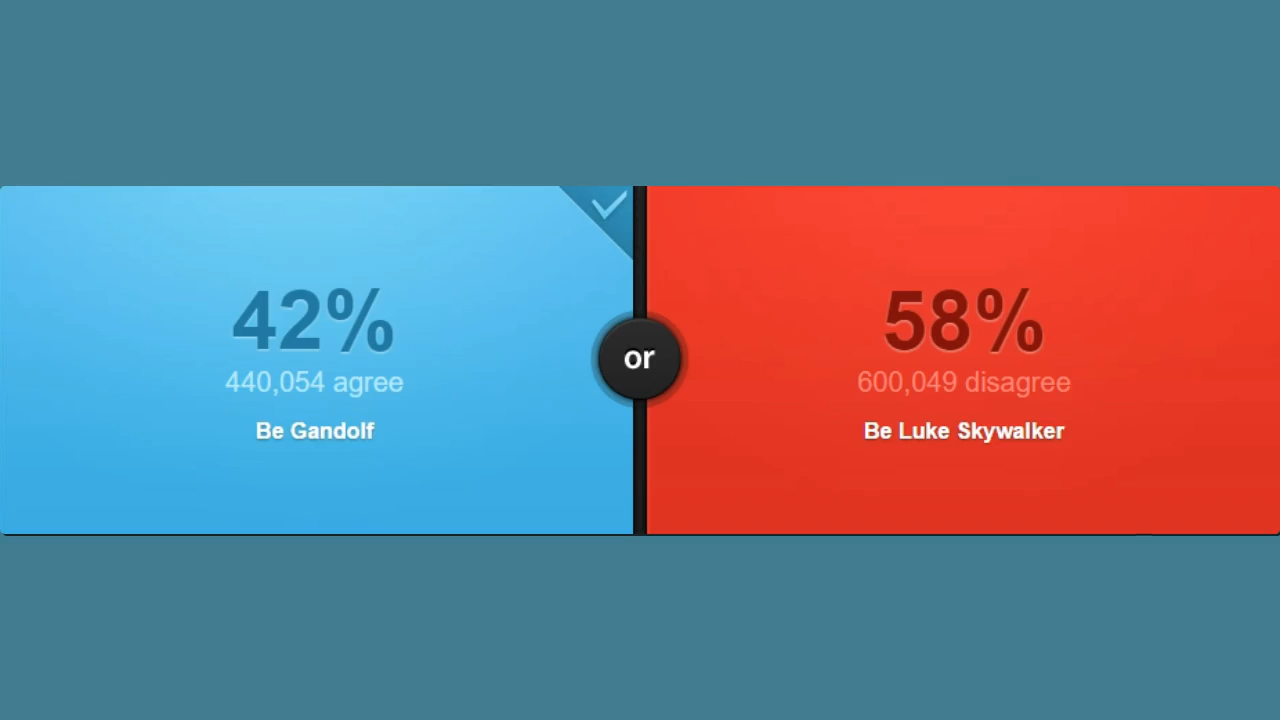 42%
440,054 agree
Be Gandolf
or
58%
600,049 disagree
Be Luke Skywalker